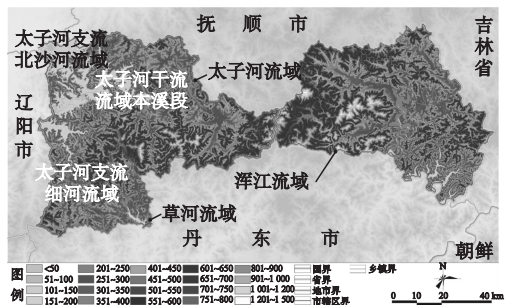 抚 顺 市
吉林省
太子河支流
北沙河流域
太子河干流
流域本溪段
太子河流域
辽阳市
太子河支流
细河流域
浑江流域
草河流域
丹 东 市
朝鲜
图例
<50
51~100
101~150
151~200
201~250
251~300
301~350
351~400
401~450
451~500
501~550
551~600
601~650
651~700
701~750
751~800
801~900
901~1 000
1 001~1 200
1 201~1 500
国界
省界
地市界
市辖区界
乡镇界
N
0 10 20 40 km